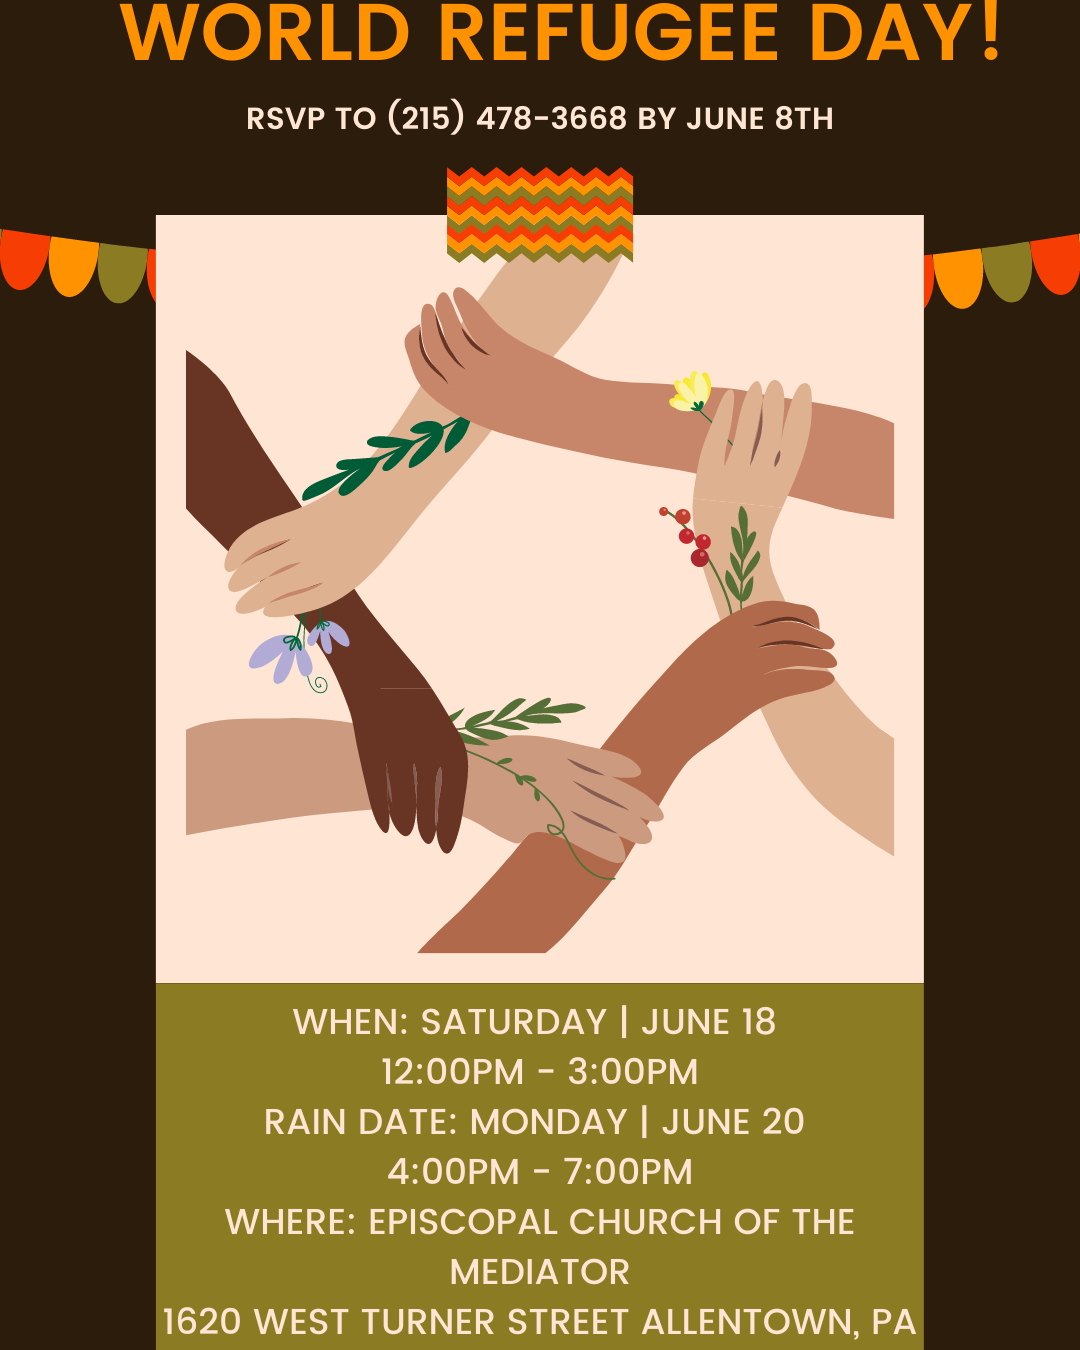 WORLD REFUGEE DAY!
RSVP TO (215) 478-3668 BY JUNE 8TH
WHEN: SATURDAY | JUNE 18
12:00PM - 3:00PM
RAIN DATE: MONDAY | JUNE 20
4:00PM - 7:00PM
WHERE: EPISCOPAL CHURCH OF THE
MEDIATOR
1620 WEST TURNER STREET ALLENTOWN, PA